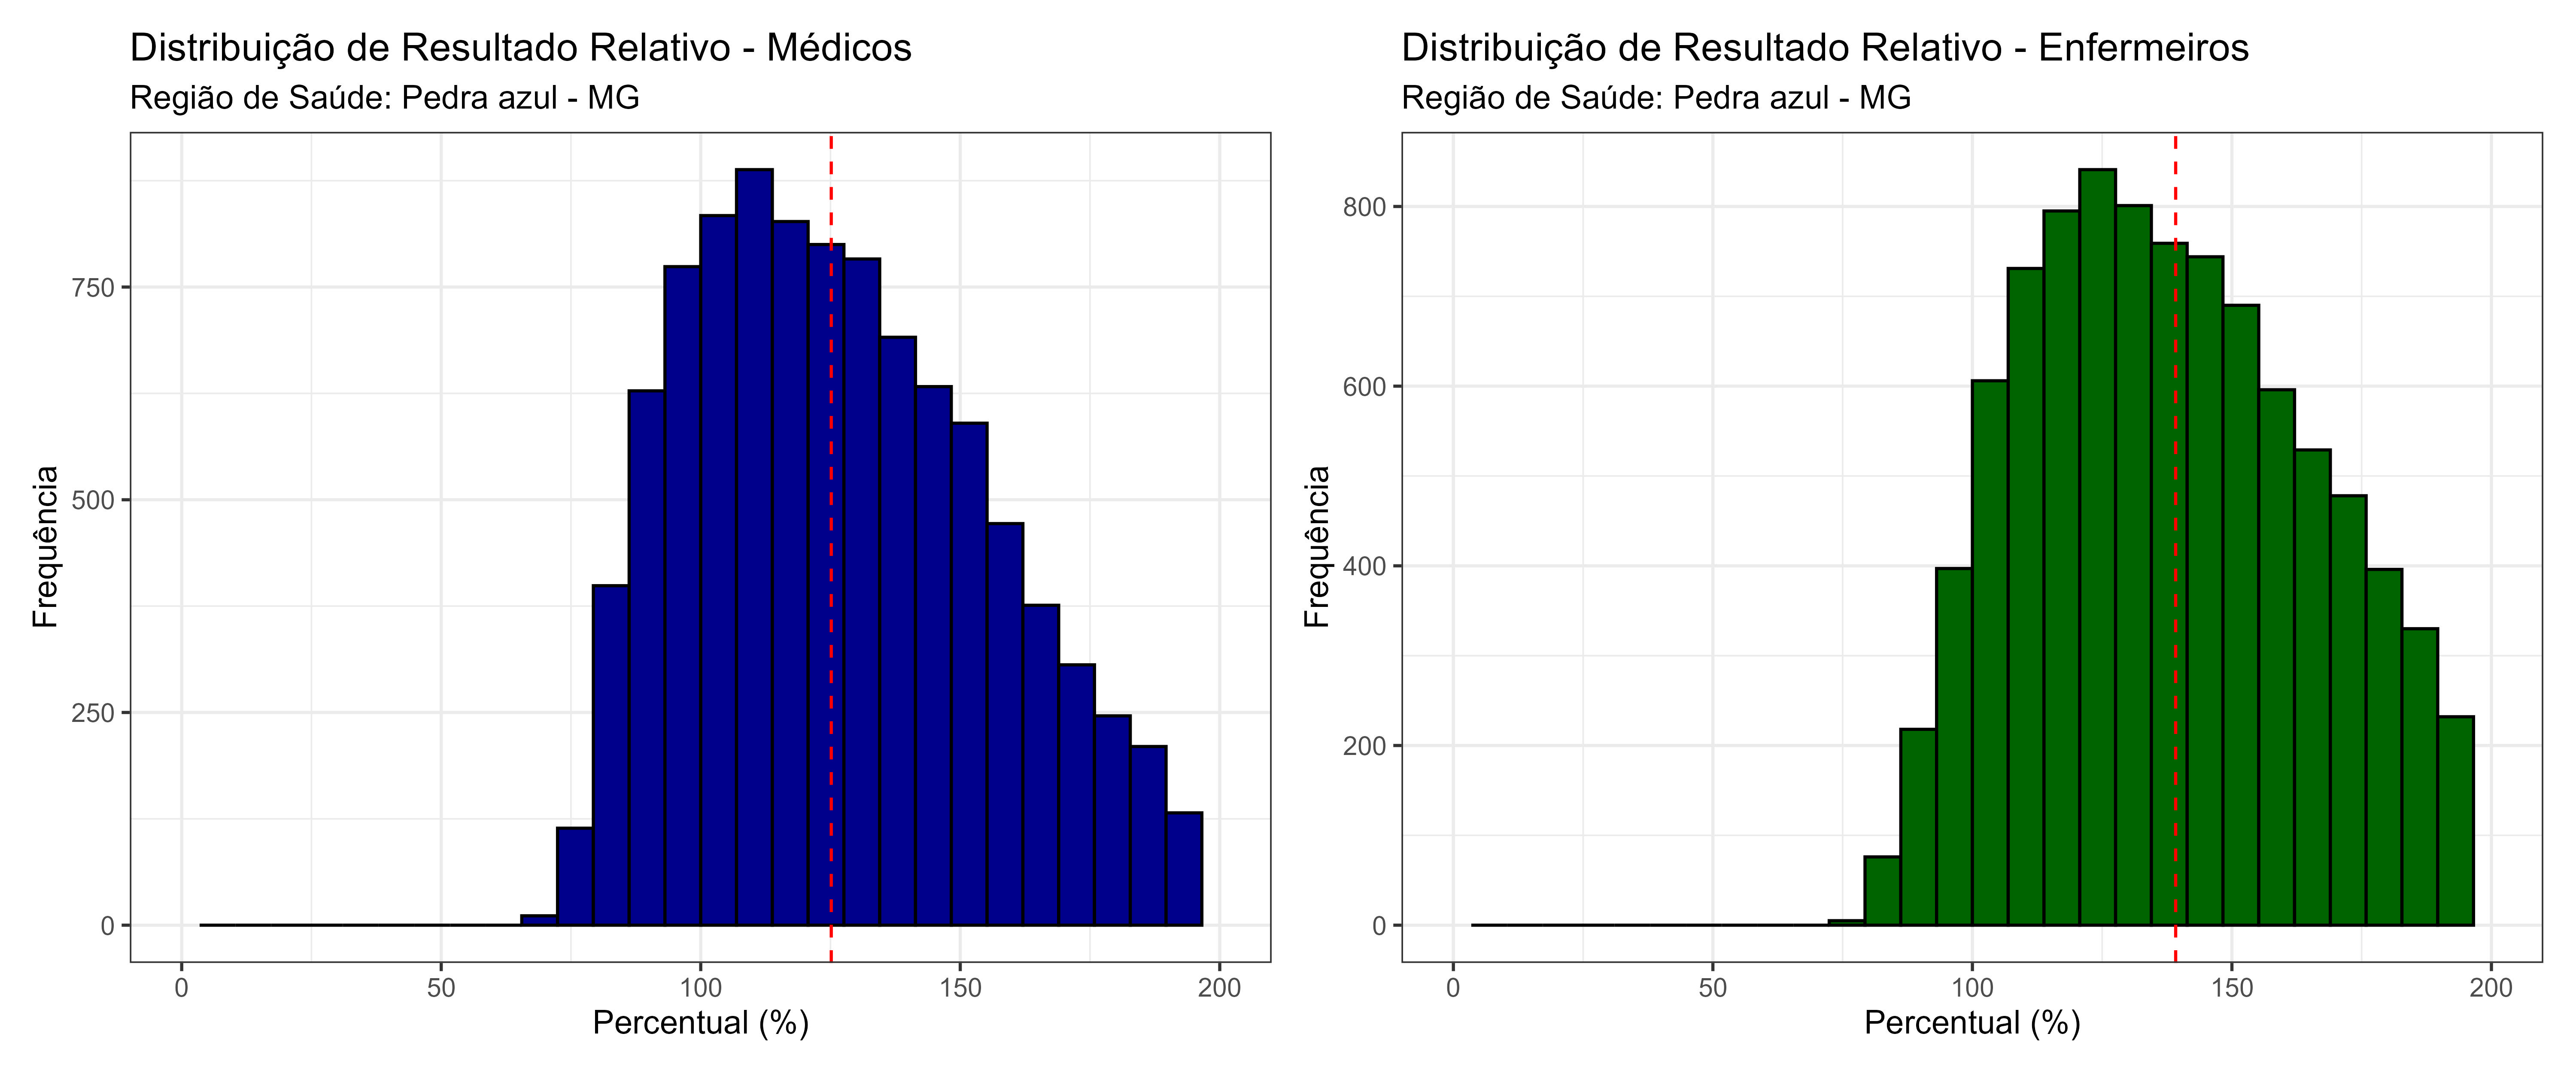 Distribuição de Resultado Relativo - Médicos
Região de Saúde: Pedra azul - MG
Frequência
750
500
250
0
0 50 100 150 200
Percentual (%)
Distribuição de Resultado Relativo - Enfermeiros
Região de Saúde: Pedra azul - MG
Frequência
800
600
400
200
0
0 50 100 150 200
Percentual (%)